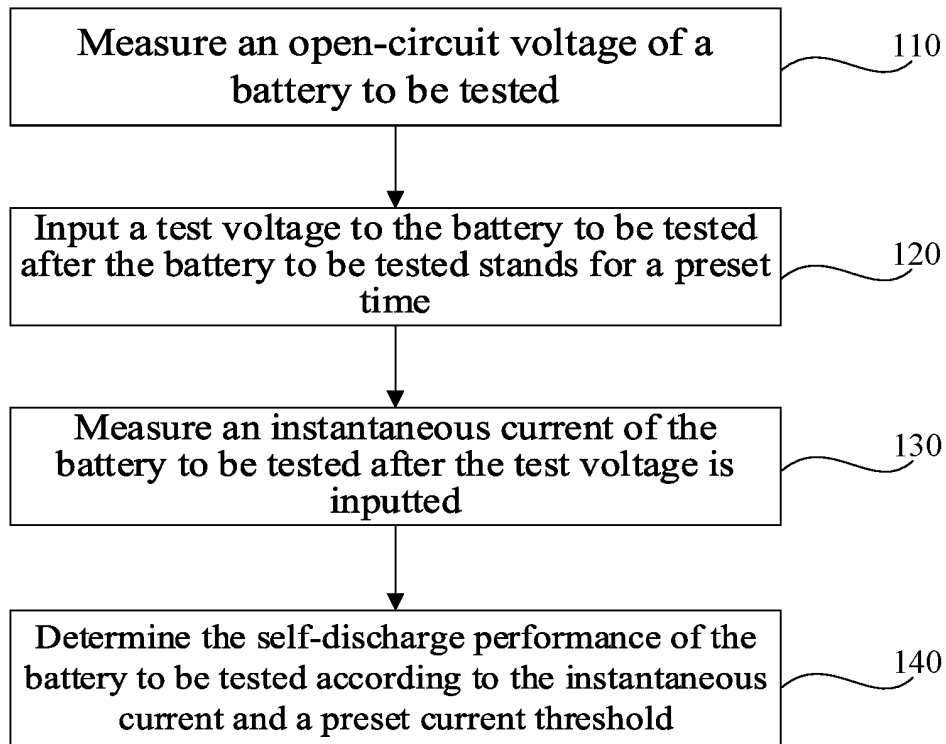 Measure an open-circuit voltage of a
battery to be tested
110
Input a test voltage to the battery to be tested
after the battery to be tested stands for a preset
time
120
Measure an instantaneous current of the
battery to be tested after the test voltage is
inputted
130
Determine the self-discharge performance of the
battery to be tested according to the instantaneous
current and a preset current threshold
140